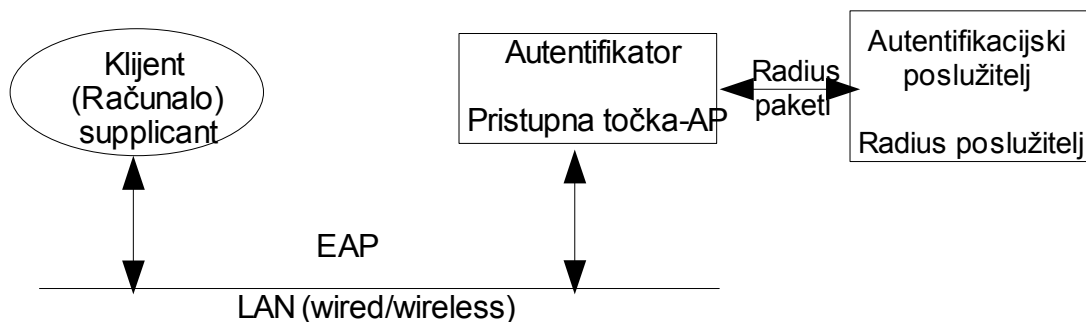 Klijent
(Računalo)
supplicant
Autentifikator
Pristupna točka-AP
Radius
paketi
Autentifikacijski
poslužitelj
Radius poslužitelj
EAP
LAN (wired/wireless)